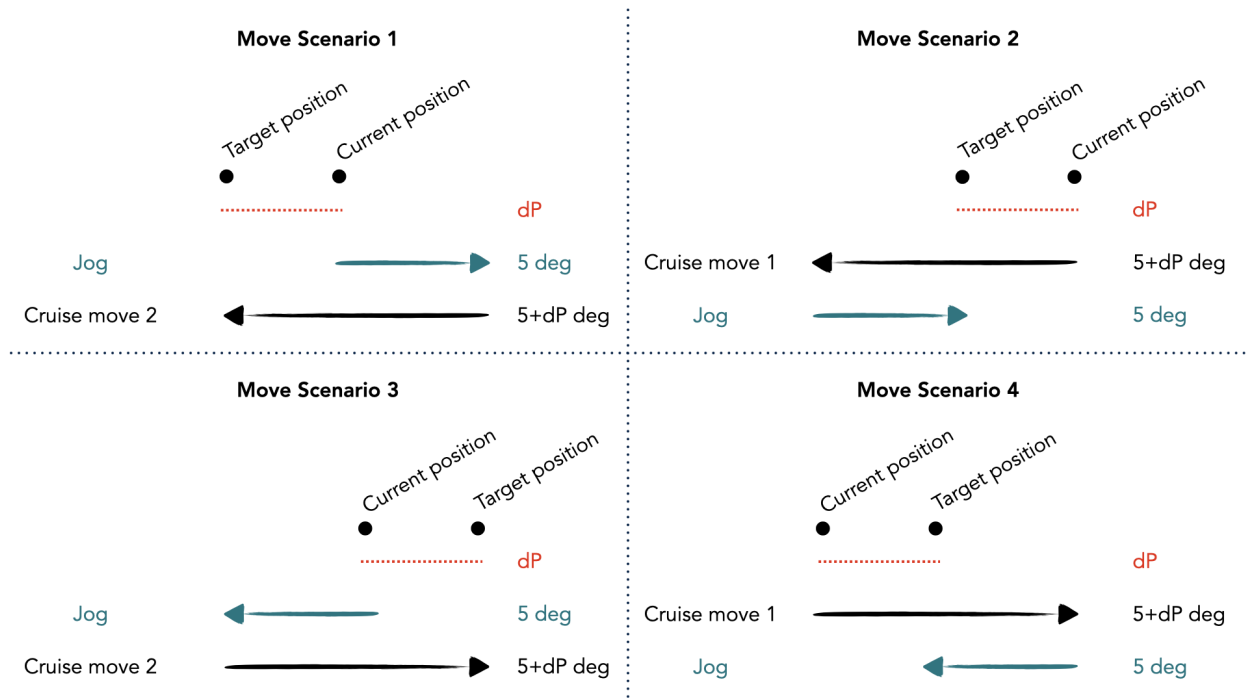 Move Scenario 1
Target position
Current position
dP
Jog
5 deg
Cruise move 2
5+dP deg
Move Scenario 2
Target position
Current position
dP
Cruise move 1
5+dP deg
Jog
5 deg
Move Scenario 3
Current position
Target position
dP
Jog
5 deg
Cruise move 2
5+dP deg
Move Scenario 4
Current position
Target position
dP
Cruise move 1
5+dP deg
Jog
5 deg